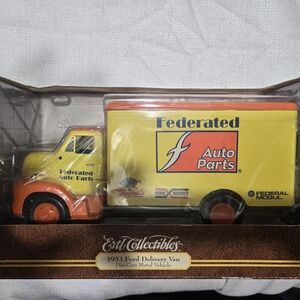 Federated
Auto
Parts
®
Federated
Auto Parts
FEDERAL
MOGUL
Ertl Collectibles
1953 Ford Delivery Van
Die Cast Metal Vehicle